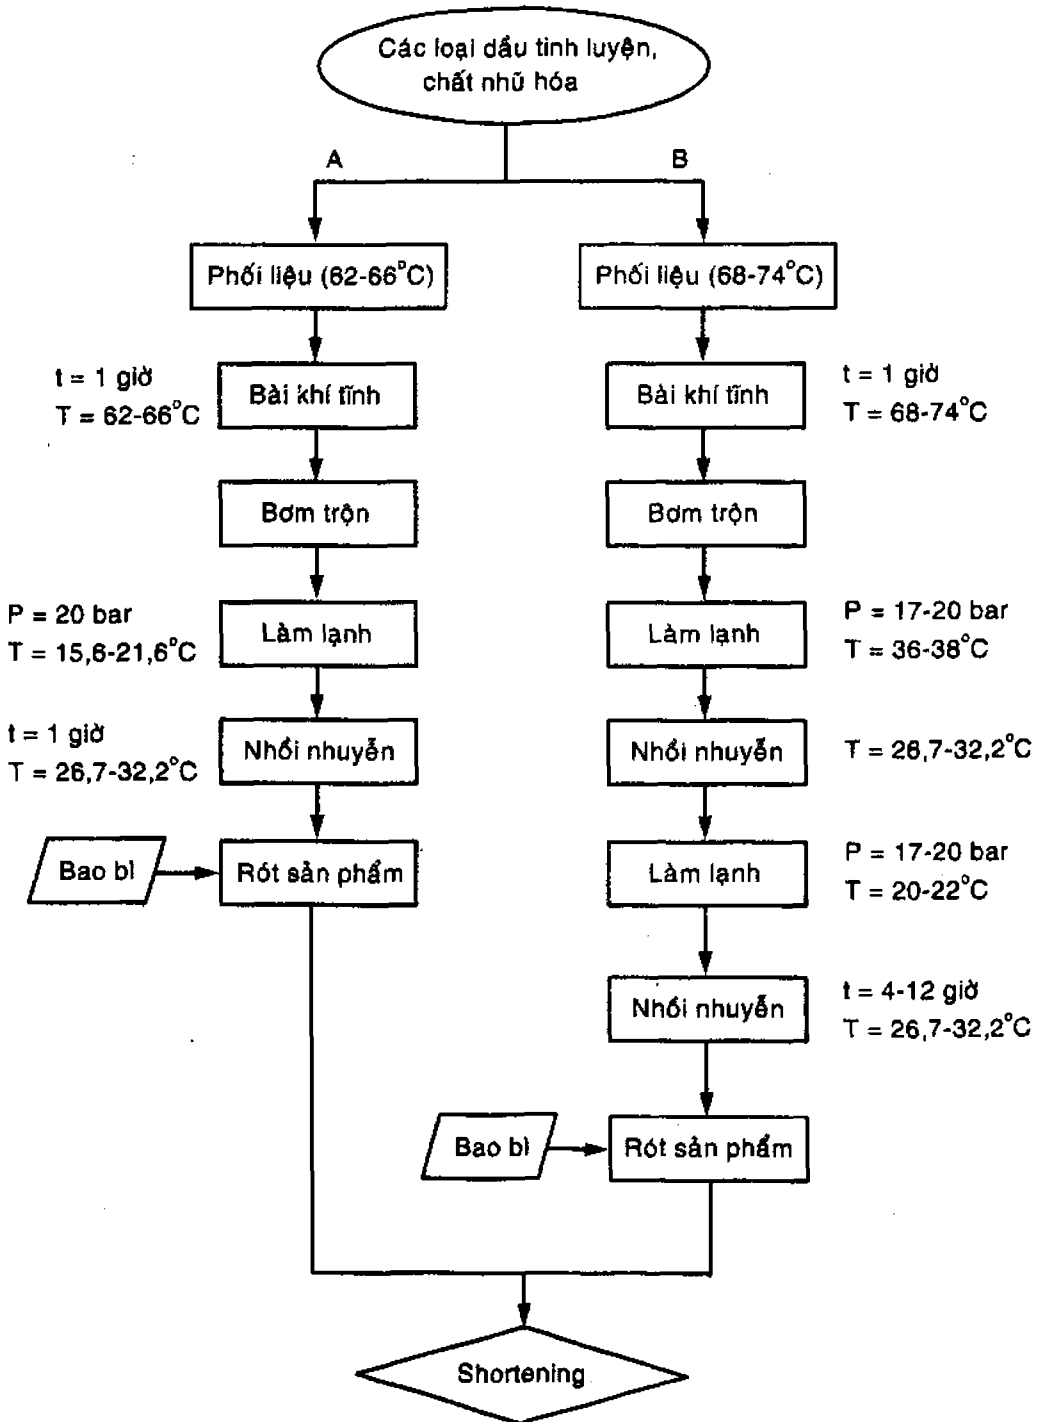 Các loại dầu tinh luyện,
chất nhũ hóa
A
B
Phối liệu (62-66°C)
Phối liệu (68-74°C)
t = 1 giờ
T = 62-66°C
Bài khí tĩnh
Bài khí tĩnh
t = 1 giờ
T = 68-74°C
Bơm trộn
Bơm trộn
P = 20 bar
T = 15,6-21,6°C
Làm lạnh
Làm lạnh
P = 17-20 bar
T = 36-38°C
t = 1 giờ
T = 26,7-32,2°C
Nhồi nhuyễn
Nhồi nhuyễn
T = 26,7-32,2°C
Bao bì
Rót sản phẩm
Làm lạnh
P = 17-20 bar
T = 20-22°C
Nhồi nhuyễn
t = 4-12 giờ
T = 26,7-32,2°C
Bao bì
Rót sản phẩm
Shortening